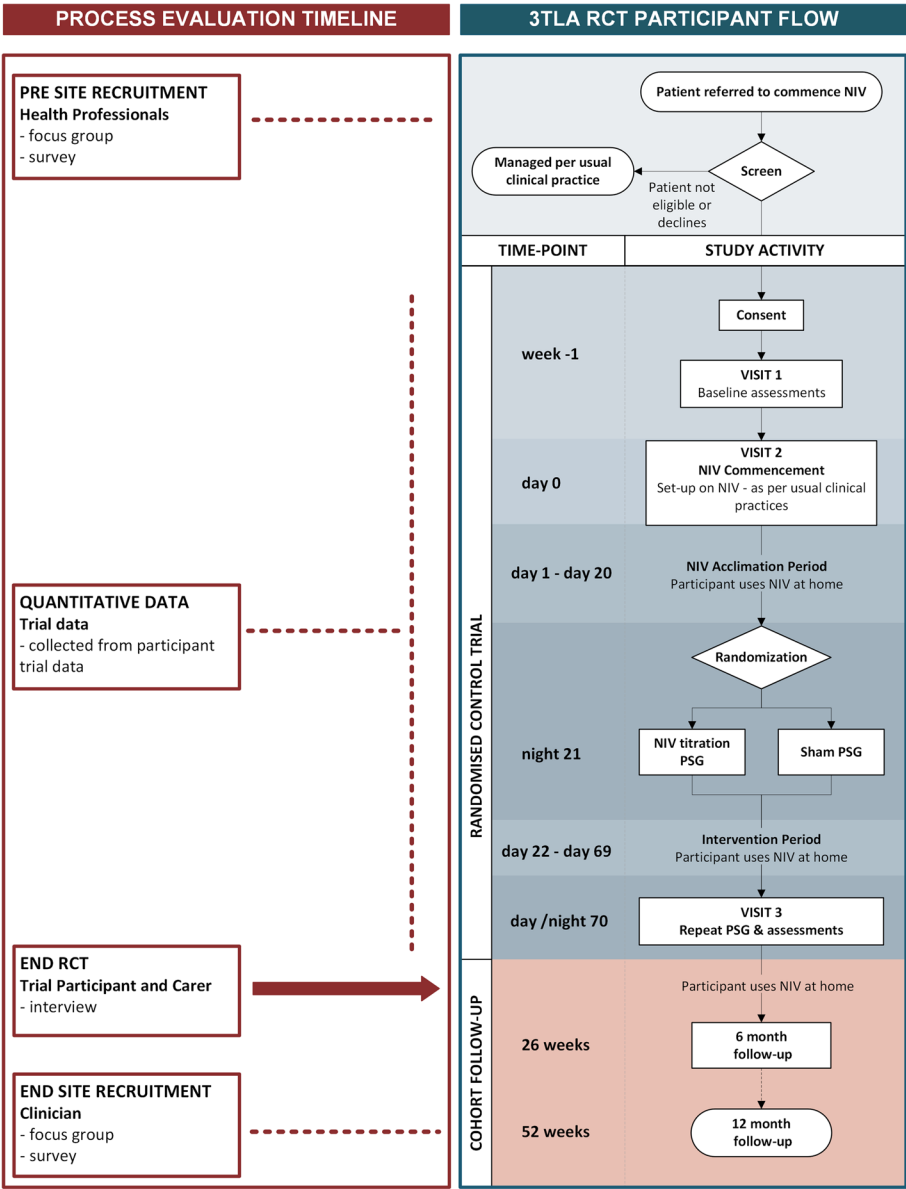 PROCESS EVALUATION TIMELINE
PRE SITE RECRUITMENT
Health Professionals
- focus group
- survey
QUANTITATIVE DATA
Trial data
- collected from participant
trial data
END RCT
Trial Participant and Carer
- interview
END SITE RECRUITMENT
Clinician
- focus group
- survey
3TLA RCT PARTICIPANT FLOW
Patient referred to commence NIV
Screen
Managed per usual
clinical practice
Patient not
eligible or
declines
TIME-POINT
STUDY ACTIVITY
RANDOMISED CONTROL TRIAL
week -1
Consent
VISIT 1
Baseline assessments
day 0
VISIT 2
NIV Commencement
Set-up on NIV - as per usual clinical
practices
day 1 - day 20
NIV Acclimation Period
Participant uses NIV at home
night 21
Randomization
NIV titration
PSG
Sham PSG
day 22 - day 69
Intervention Period
Participant uses NIV at home
day /night 70
VISIT 3
Repeat PSG & assessments
COHORT FOLLOW-UP
Participant uses NIV at home
26 weeks
6 month
follow-up
52 weeks
12 month
follow-up